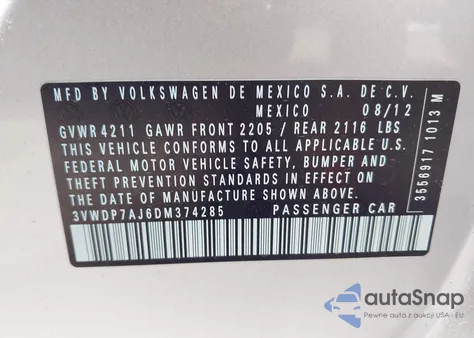 MFD BY VOLKSWAGEN DE MEXICO S.A. DE C.V.
MEXICO 08/12
GVWR 4211 GAWR FRONT 2205 / REAR 2116 LBS
THIS VEHICLE CONFORMS TO ALL APPLICABLE U.S.
FEDERAL MOTOR VEHICLE SAFETY, BUMPER AND
THEFT PREVENTION STANDARDS IN EFFECT ON
THE DATE OF MANUFACTURE SHOWN ABOVE.
3VWDP7AJ6DM374285 PASSENGER CAR
3556917 1013 M
autoSnap
Pewne auta z aukcji USA - EU